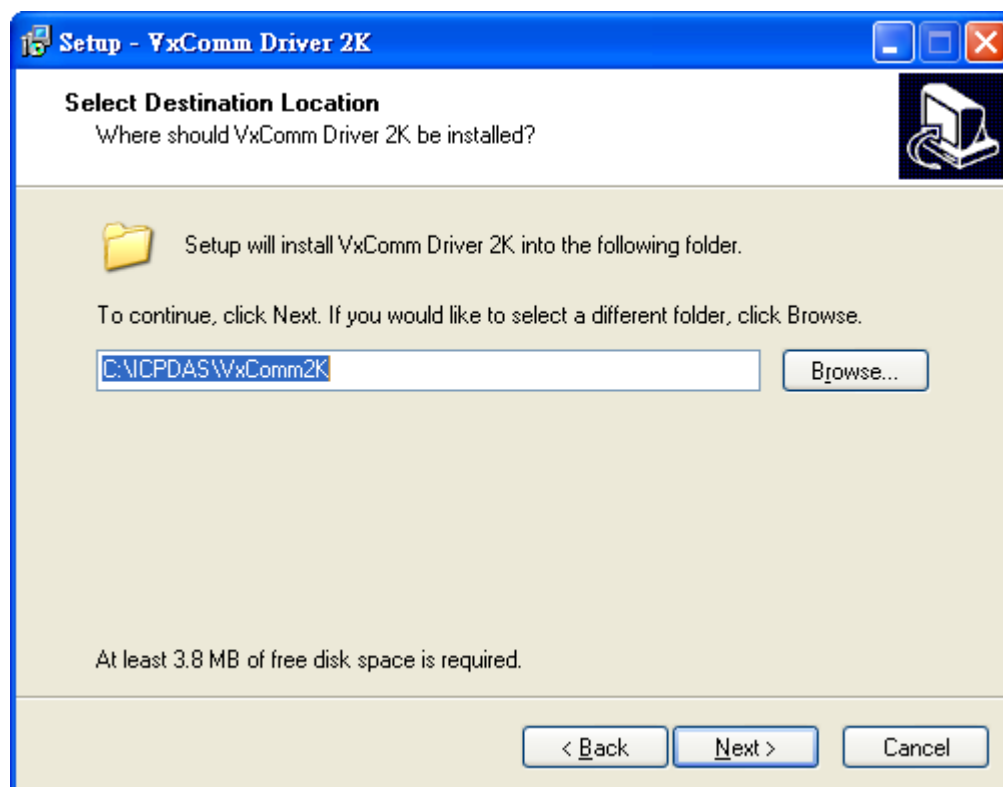 Setup - VxComm Driver 2K
Select Destination Location
Where should VxComm Driver 2K be installed?
Setup will install VxComm Driver 2K into the following folder.
To continue, click Next. If you would like to select a different folder, click Browse.
C:\ICPDAS\VxComm2K
Browse...
At least 3.8 MB of free disk space is required.
< Back Next > Cancel